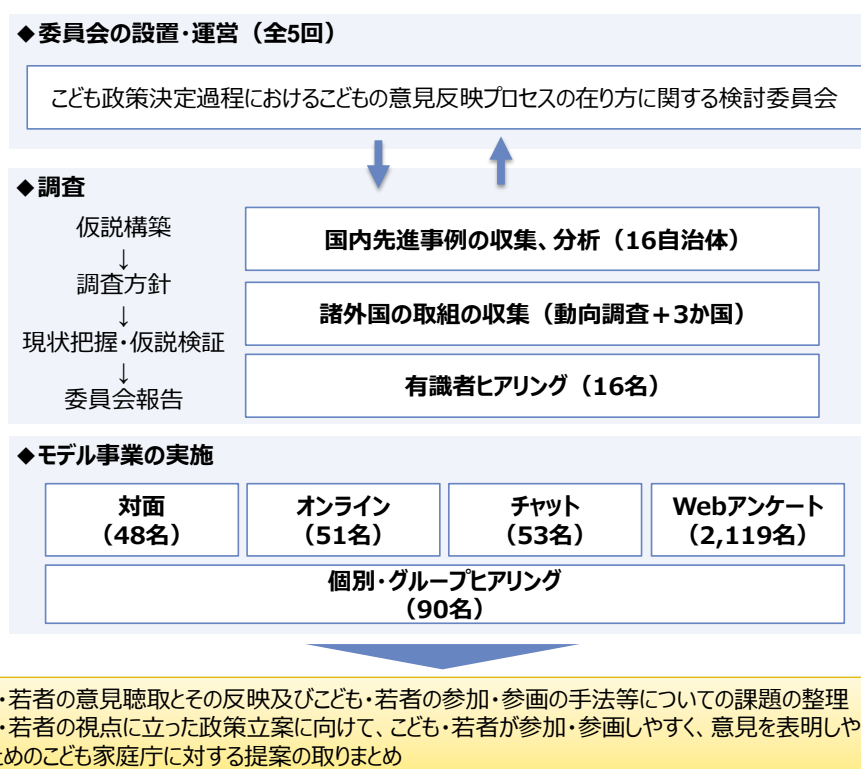 ◆委員会の設置・運営（全5回）
こども政策決定過程におけるこどもの意見反映プロセスの在り方に関する検討委員会
◆調査
仮説構築
↓
調査方針
↓
現状把握・仮説検証
↓
委員会報告
国内先進事例の収集、分析（16自治体）
諸外国の取組の収集（動向調査＋3か国）
有識者ヒアリング（16名）
◆モデル事業の実施
対面
（48名）
オンライン
（51名）
チャット
（53名）
Webアンケート
（2,119名）
個別・グループヒアリング
（90名）
・若者の意見聴取とその反映及びこども・若者の参加・参画の手法等についての課題の整理
・若者の視点に立った政策立案に向けて、こども・若者が参加・参画しやすく、意見を表明しや
ためのこども家庭庁に対する提案の取りまとめ